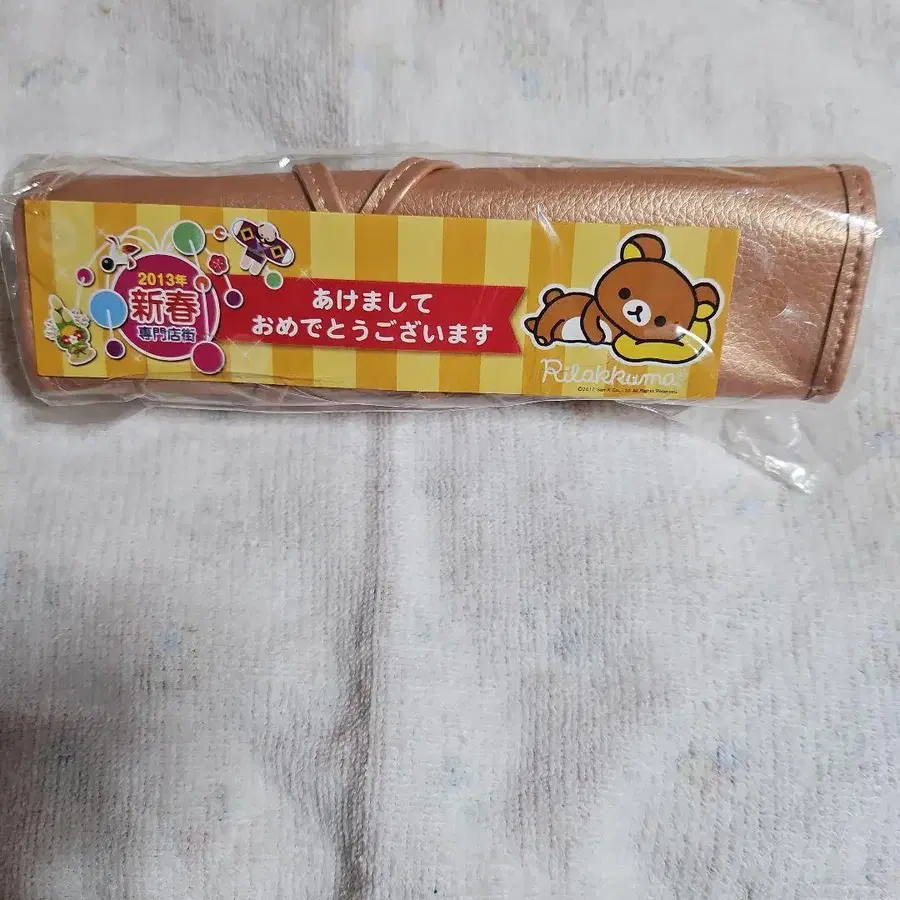 2013年
新春
専門店街
あけまして
おめでとうございます
Rilakkuma